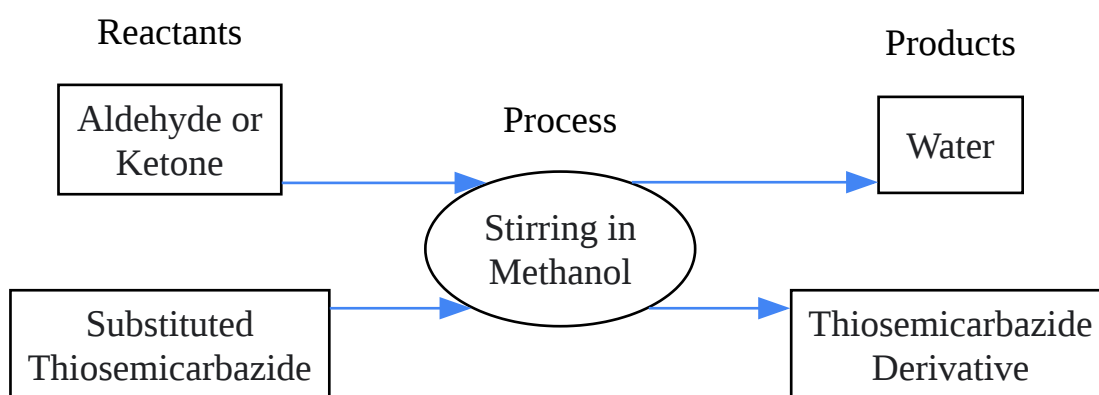 Reactants
Aldehyde or
Ketone
Substituted
Thiosemicarbazide
Process
Stirring in
Methanol
Products
Water
Thiosemicarbazide
Derivative